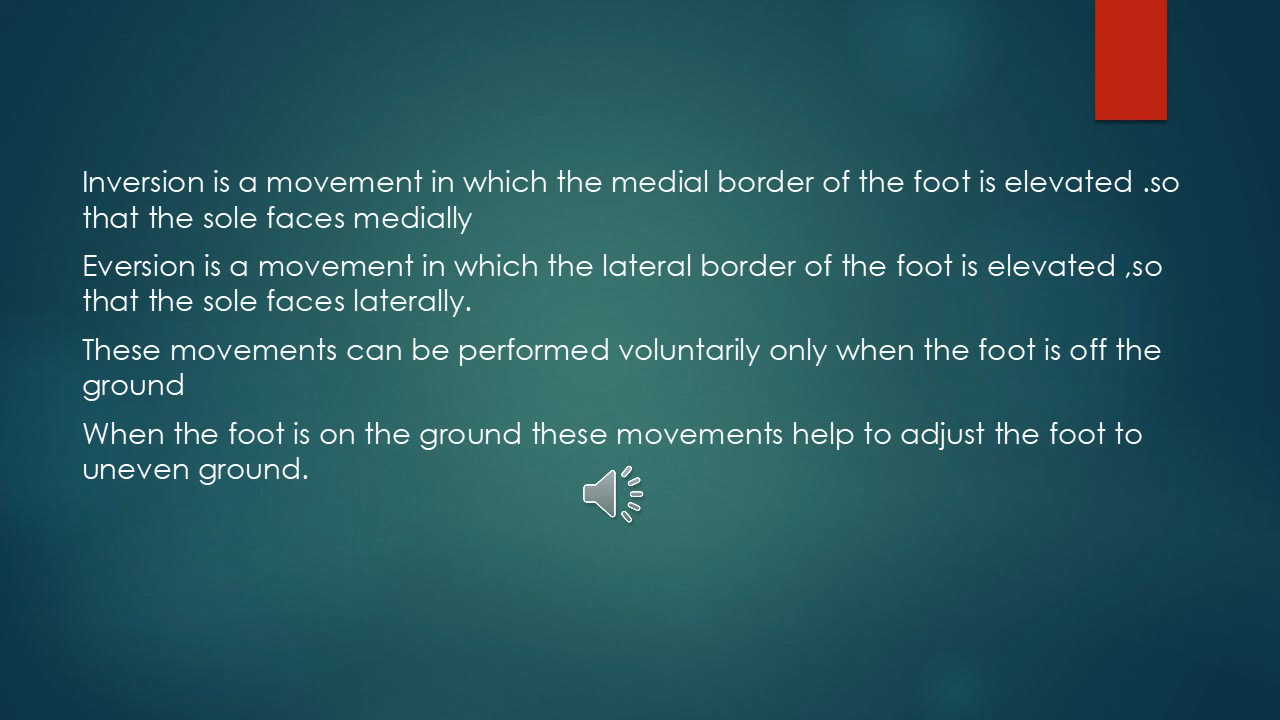 Inversion is a movement in which the medial border of the foot is elevated .so
that the sole faces medially
Eversion is a movement in which the lateral border of the foot is elevated ,so
that the sole faces laterally.
These movements can be performed voluntarily only when the foot is off the
ground
When the foot is on the ground these movements help to adjust the foot to
uneven ground.